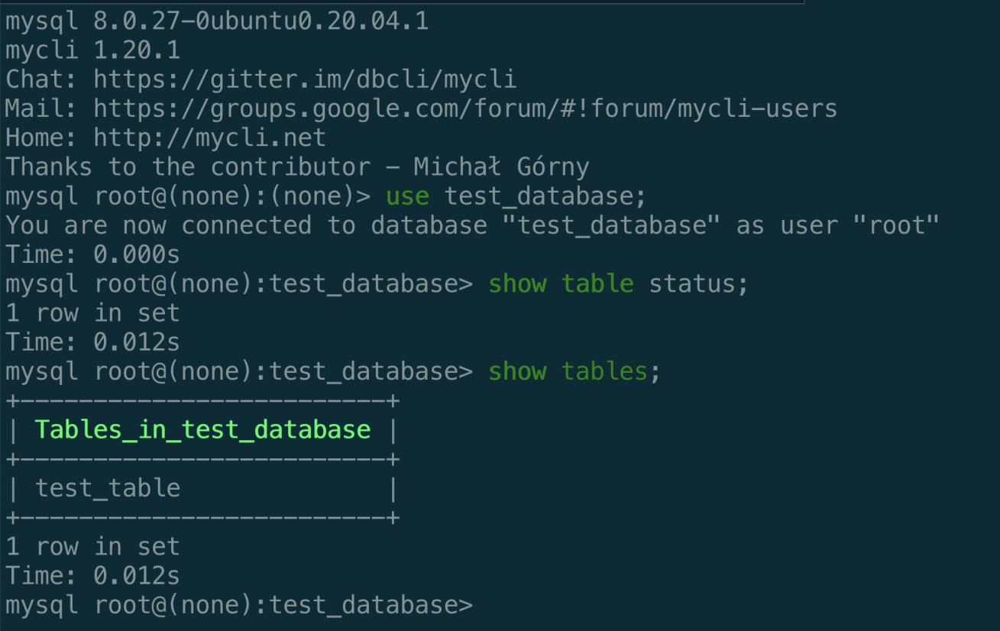 mysql 8.0.27-0ubuntu0.20.04.1
mycli 1.20.1
Chat: https://gitter.im/dbcli/mycli
Mail: https://groups.google.com/forum/#!forum/mycli-users
Home: http://mycli.net
Thanks to the contributor - Michał Górny
mysql root@(none):(none)> use test_database;
You are now connected to database "test_database" as user "root"
Time: 0.000s
mysql root@(none):test_database> show table status;
1 row in set
Time: 0.012s
mysql root@(none):test_database> show tables;
+-------------------------+
| Tables_in_test_database |
+-------------------------+
| test_table              |
+-------------------------+
1 row in set
Time: 0.012s
mysql root@(none):test_database>